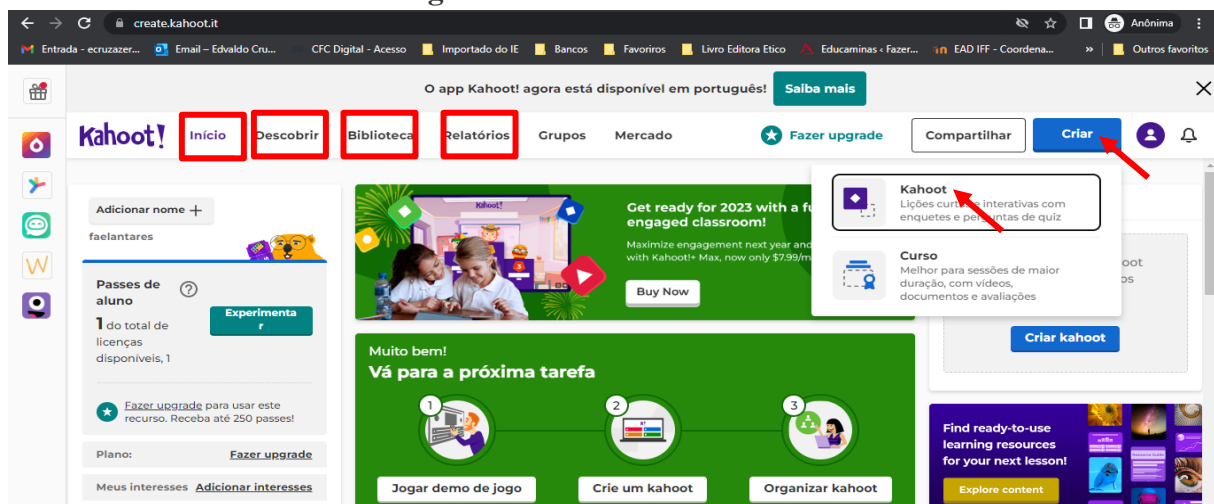 create.kahoot.it
Anônima
Entrada - ecruzazer...
Email – Edvaldo Cru...
CFC Digital - Acesso
Importado do IE
Bancos
Favoriros
Livro Editora Etico
Educaminas ‹ Fazer...
EAD IFF - Coordena...
»
Outros favoritos
O app Kahoot! agora está disponível em português!
Saiba mais
Kahoot!
Início
Descobrir
Biblioteca
Relatórios
Grupos
Mercado
Fazer upgrade
Compartilhar
Criar
Kahoot
Lições curtas e interativas com
enquetes e perguntas de quiz
Curso
Melhor para sessões de maior
duração, com vídeos,
documentos e avaliações
Adicionar nome +
faelantares
Passes de
aluno
1 do total de
licenças
disponíveis, 1
Experimenta
r
Fazer upgrade para usar este
recurso. Receba até 250 passes!
Plano:
Fazer upgrade
Meus interesses
Adicionar interesses
Kahoot!
Get ready for 2023 with a fu
engaged classroom!
Maximize engagement next year and
with Kahoot!+ Max, now only $7.99/m
Buy Now
Muito bem!
Vá para a próxima tarefa
1
2
3
Jogar demo de jogo
Crie um kahoot
Organizar kahoot
oot
os
Criar kahoot
Find ready-to-use
learning resources
for your next lesson!
Explore content